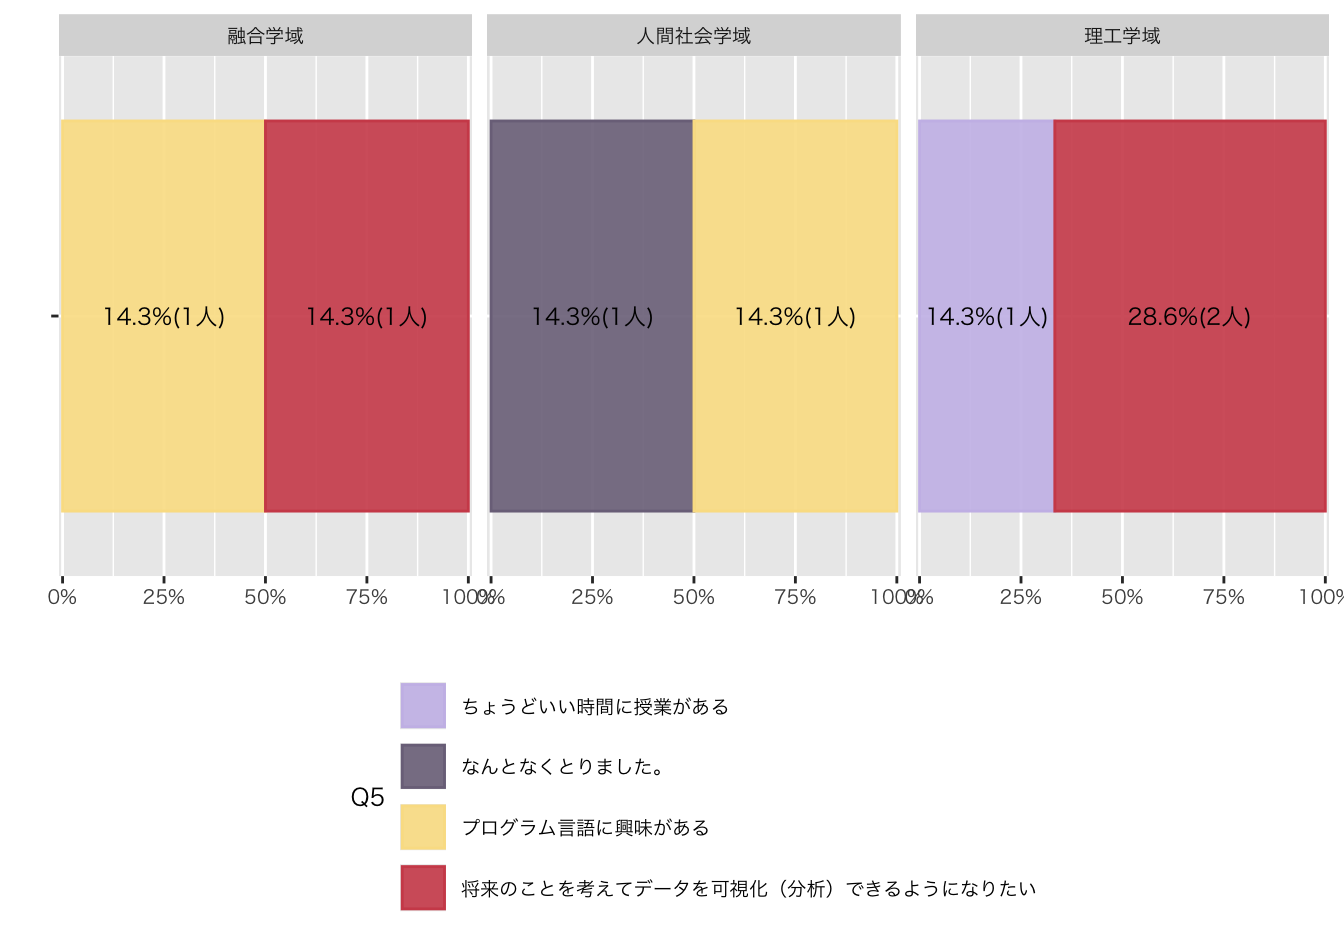 融合学域 人間社会学域 理工学域
14.3%(1人) 14.3%(1人) 14.3%(1人) 14.3%(1人) 14.3%(1人) 28.6%(2人)
0% 25% 50% 75% 100% 0% 25% 50% 75% 100% 0% 25% 50% 75% 100%
ちょうどいい時間に授業がある
なんとなくとりました。
Q5
プログラム言語に興味がある
将来のことを考えてデータを可視化（分析）できるようになりたい